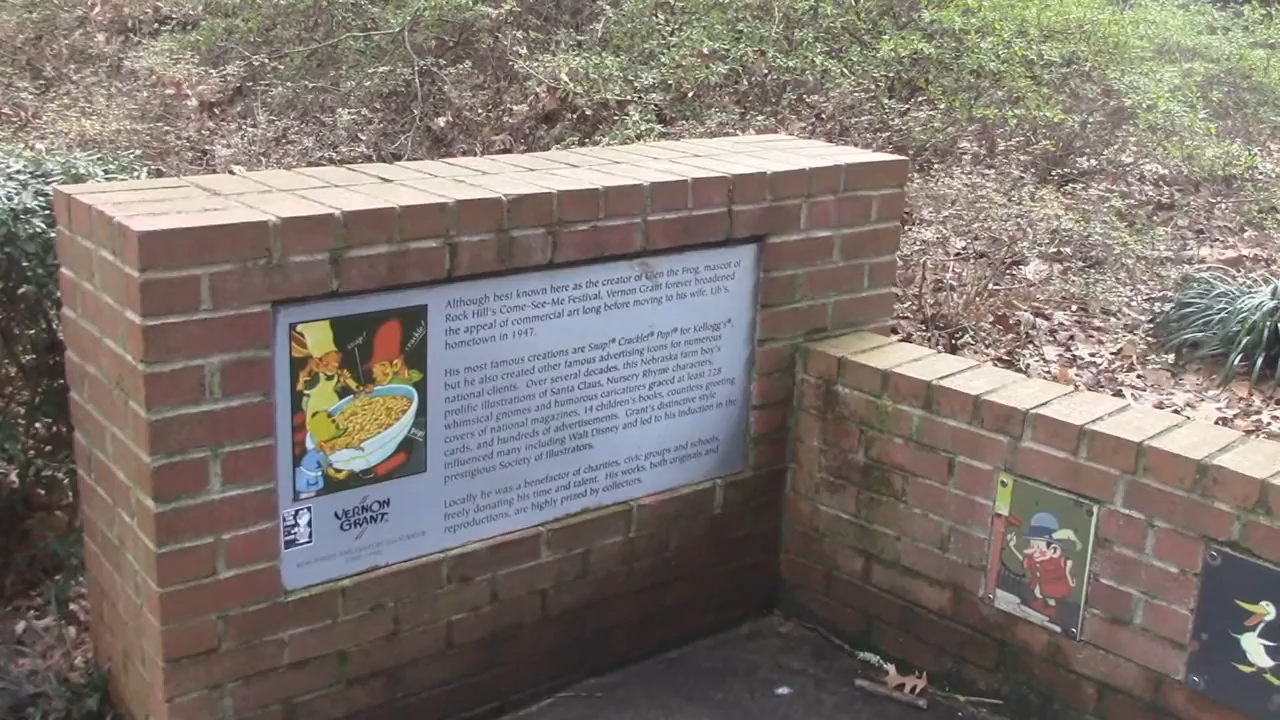 snap!
crackle!
pop!
VERNON
GRANT
Although best known here as the creator of Glen the Frog, mascot of
Rock Hill's Come-See-Me Festival, Vernon Grant forever broadened
the appeal of commercial art long before moving to his wife, Lib's,
hometown in 1947.
His most famous creations are Snap!® Crackle!® Pop!® for Kellogg's®,
but he also created other famous advertising icons for numerous
national clients. Over several decades, this Nebraska farm boy's
prolific illustrations of Santa Claus, Nursery Rhyme characters,
whimsical gnomes and humorous caricatures graced at least 228
covers of national magazines, 14 children's books, countless greeting
cards, and hundreds of advertisements. Grant's distinctive style
influenced many including Walt Disney and led to his induction in the
prestigious Society of Illustrators.
Locally he was a benefactor of charities, civic groups and schools,
freely donating his time and talent. His works, both originals and
reproductions, are highly prized by collectors.